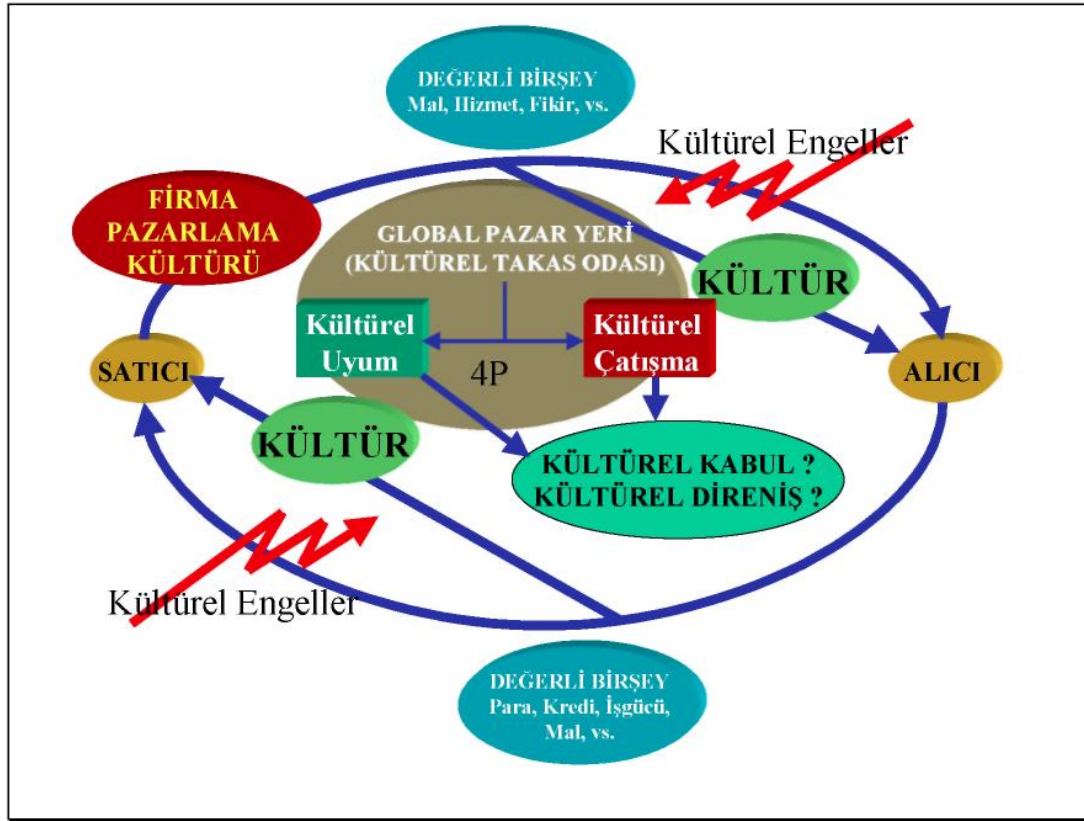 DEĞERLİ BİRŞEY
Mal, Hizmet, Fikir, vs.
Kültürel Engeller
FİRMA
PAZARLAMA
KÜLTÜRÜ
GLOBAL PAZAR YERİ
(KÜLTÜREL TAKAS ODASI)
KÜLTÜR
Kültürel
Uyum
Kültürel
Çatışma
4P
SATICI
ALICI
KÜLTÜR
KÜLTÜREL KABUL ?
KÜLTÜREL DİRENİŞ ?
Kültürel Engeller
DEĞERLİ BİRŞEY
Para, Kredi, İşgücü,
Mal, vs.